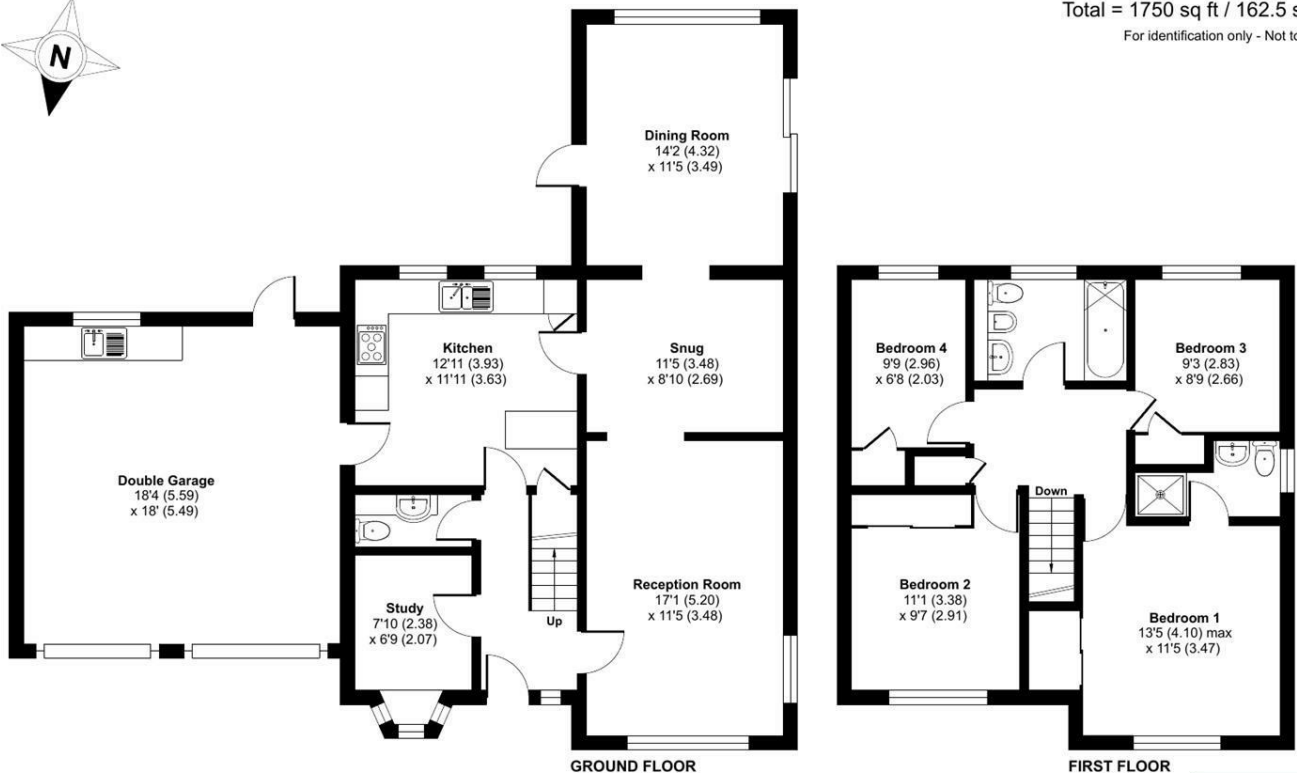 Total = 1750 sq ft / 162.5 s
For identification only - Not to
N
Dining Room
14'2 (4.32)
x 11'5 (3.49)
Kitchen
12'11 (3.93)
x 11'11 (3.63)
Snug
11'5 (3.48)
x 8'10 (2.69)
Bedroom 4
9'9 (2.96)
x 6'8 (2.03)
Bedroom 3
9'3 (2.83)
x 8'9 (2.66)
Double Garage
18'4 (5.59)
x 18' (5.49)
Down
Study
7'10 (2.38)
x 6'9 (2.07)
Up
Reception Room
17'1 (5.20)
x 11'5 (3.48)
Bedroom 2
11'1 (3.38)
x 9'7 (2.91)
Bedroom 1
13'5 (4.10) max
x 11'5 (3.47)
GROUND FLOOR
FIRST FLOOR